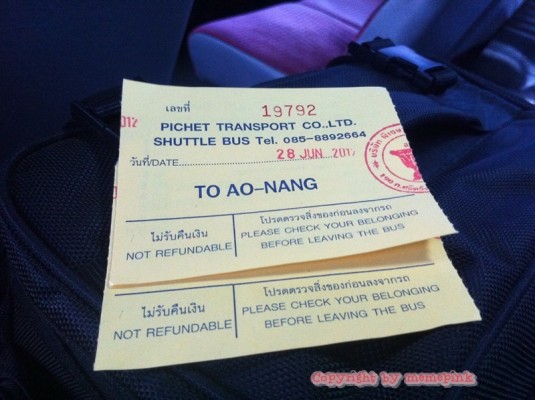 เลขที่ 19792
2012
PICHET TRANSPORT CO.,LTD.
SHUTTLE BUS Tel. 085-8892664
วันที่/DATE 28 JUN 2012
TO AO-NANG
ไม่รับคืนเงิน
NOT REFUNDABLE
โปรดตรวจสิ่งของก่อนลงจากรถ
PLEASE CHECK YOUR BELONGING
BEFORE LEAVING THE BUS
ไม่รับคืนเงิน
NOT REFUNDABLE
โปรดตรวจสิ่งของก่อนลงจากรถ
PLEASE CHECK YOUR BELONGING
BEFORE LEAVING THE BUS
Copyright by memepink